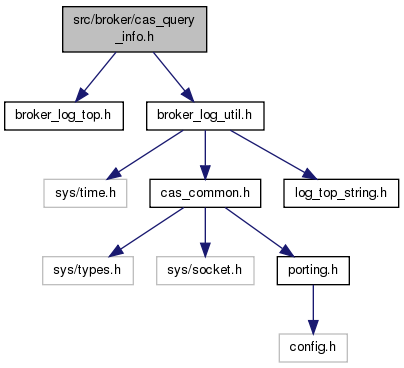 src/broker/cas_query
_info.h
broker_log_top.h
broker_log_util.h
sys/time.h
cas_common.h
log_top_string.h
sys/types.h
sys/socket.h
porting.h
config.h